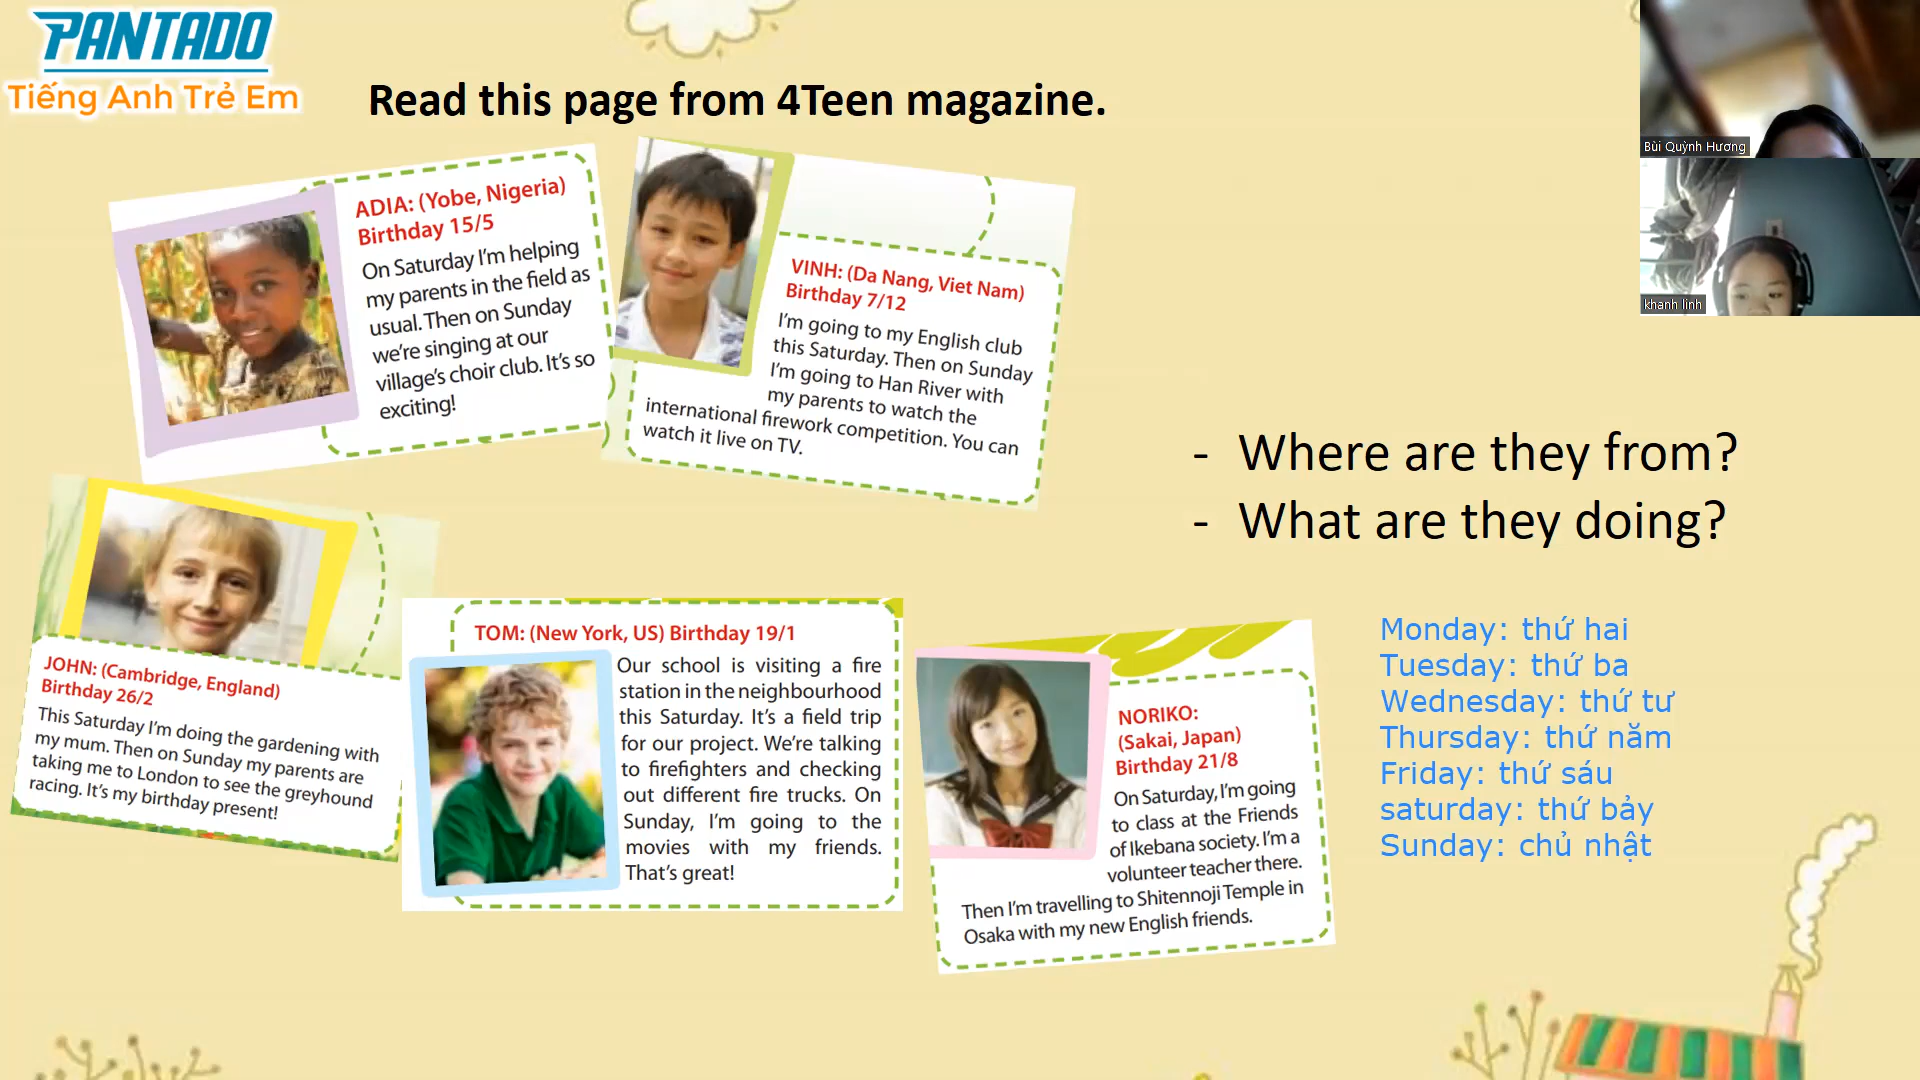 PANTADO
Tiếng Anh Trẻ Em
Read this page from 4Teen magazine.
Bùi Quỳnh Hương
khanh linh
ADIA: (Yobe, Nigeria)
Birthday 15/5
On Saturday I'm helping
my parents in the field as
usual. Then on Sunday
we're singing at our
village's choir club. It's so
exciting!
VINH: (Da Nang, Viet Nam)
Birthday 7/12
I'm going to my English club
this Saturday. Then on Sunday
I'm going to Han River with
my parents to watch the
international firework competition. You can
watch it live on TV.
- Where are they from?
- What are they doing?
JOHN: (Cambridge, England)
Birthday 26/2
This Saturday I'm doing the gardening with
my mum. Then on Sunday my parents are
taking me to London to see the greyhound
racing. It's my birthday present!
TOM: (New York, US) Birthday 19/1
Our school is visiting a fire
station in the neighbourhood
this Saturday. It's a field trip
for our project. We're talking
to firefighters and checking
out different fire trucks. On
Sunday, I'm going to the
movies with my friends.
That's great!
NORIKO:
(Sakai, Japan)
Birthday 21/8
On Saturday, I'm going
to class at the Friends
of Ikebana society. I'm a
volunteer teacher there.
Then I'm travelling to Shitennoji Temple in
Osaka with my new English friends.
Monday: thứ hai
Tuesday: thứ ba
Wednesday: thứ tư
Thursday: thứ năm
Friday: thứ sáu
saturday: thứ bảy
Sunday: chủ nhật